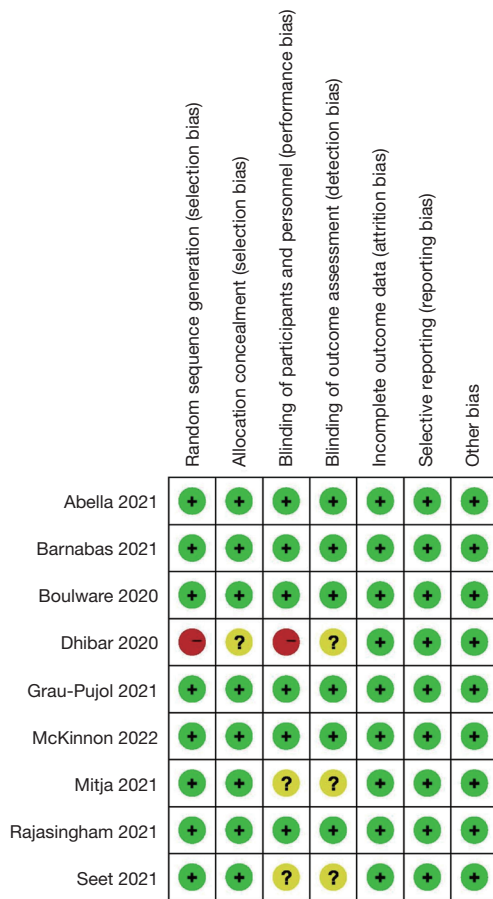 Random sequence generation (selection bias)
Allocation concealment (selection bias)
Blinding of participants and personnel (performance bias)
Blinding of outcome assessment (detection bias)
Incomplete outcome data (attrition bias)
Selective reporting (reporting bias)
Other bias
Abella 2021 + + + + + + +
Barnabas 2021 + + + + + + +
Boulware 2020 + + + + + + +
Dhibar 2020 – ? – ? + + +
Grau-Pujol 2021 + + + + + + +
McKinnon 2022 + + + + + + +
Mitja 2021 + + ? ? + + +
Rajasingham 2021 + + + + + + +
Seet 2021 + + ? ? + + +